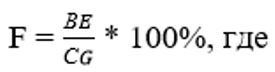 F = BE/CG * 100%, где